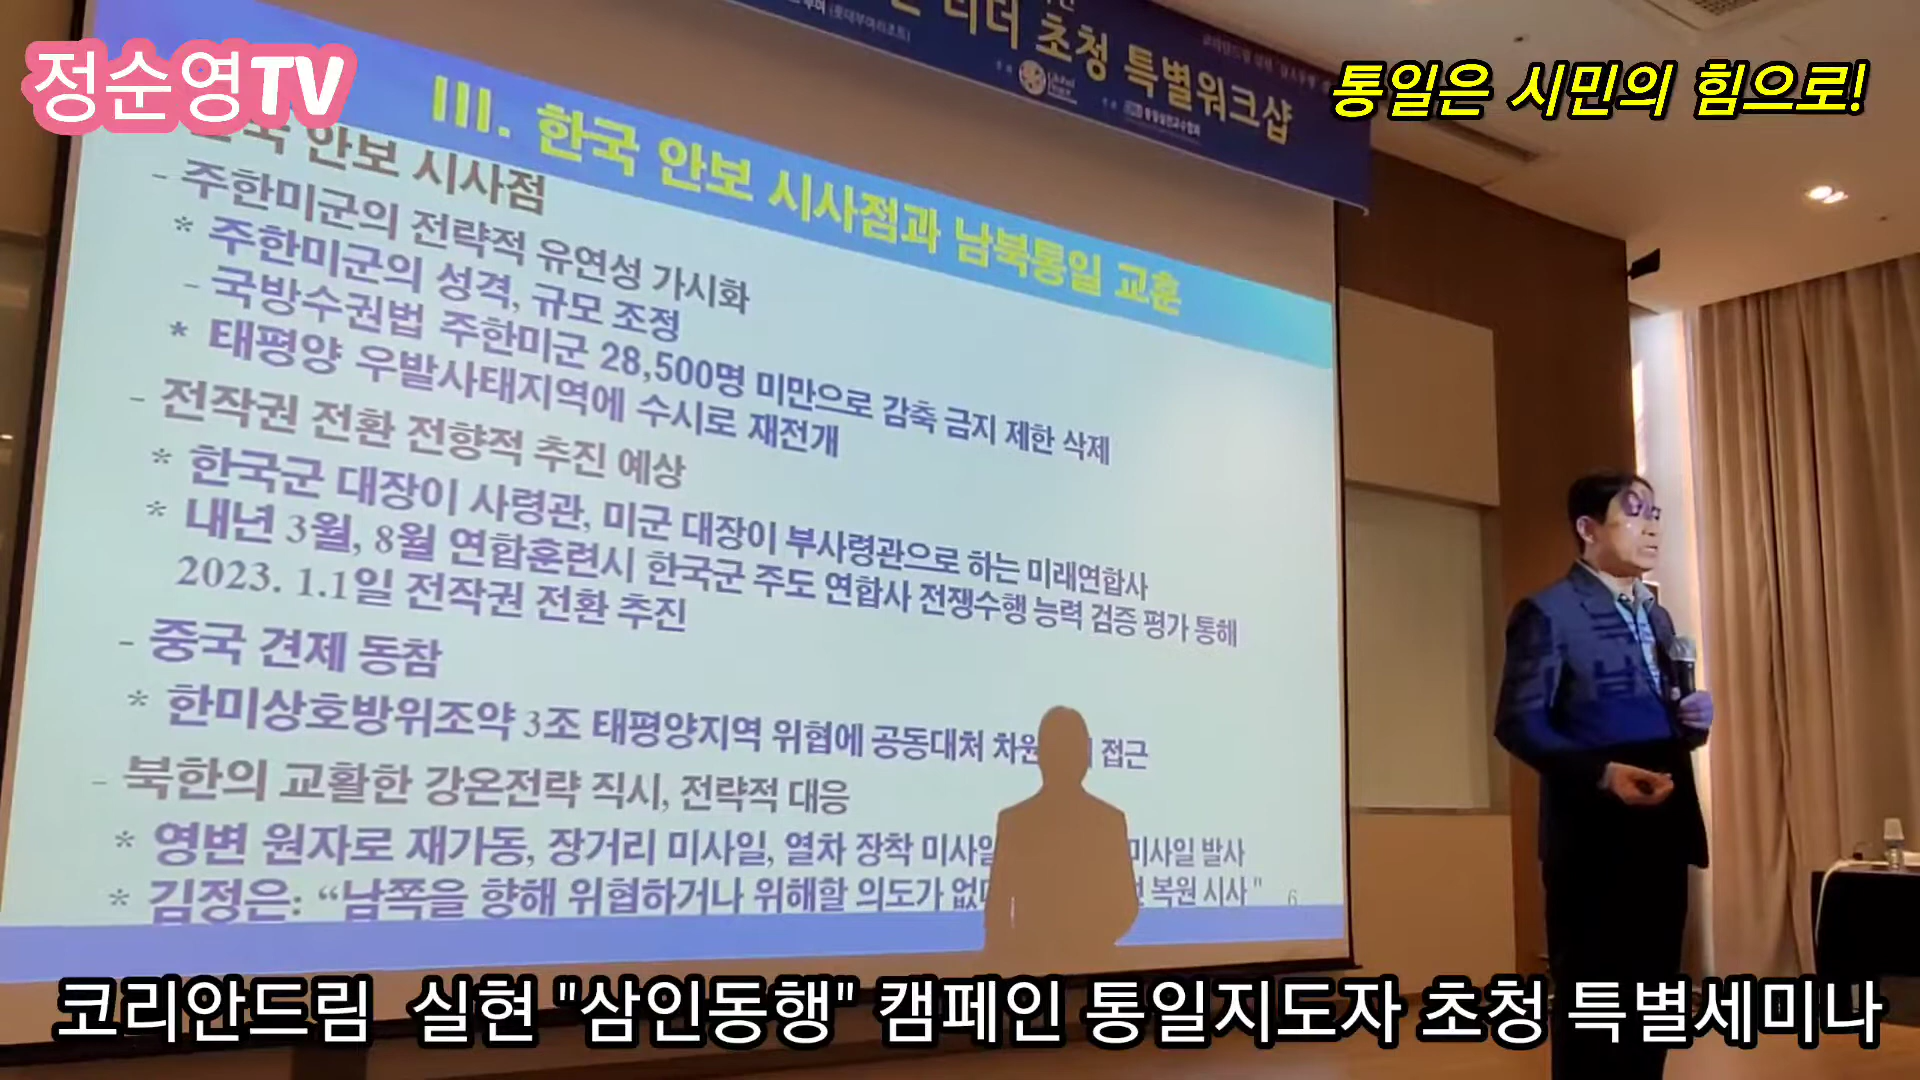 정순영TV
통일은 시민의 힘으로!
리더 초청 특별워크샵
III. 한국 안보 시사점과 남북통일 교훈
안보 시사점
- 주한미군의 전략적 유연성 가시화
* 주한미군의 성격, 규모 조정
- 국방수권법 주한미군 28,500명 미만으로 감축 금지 제한 삭제
* 태평양 우발사태지역에 수시로 재전개
- 전작권 전환 전향적 추진 예상
* 한국군 대장이 사령관, 미군 대장이 부사령관으로 하는 미래연합사
* 내년 3월, 8월 연합훈련시 한국군 주도 연합사 전쟁수행 능력 검증 평가 통해
2023. 1.1일 전작권 전환 추진
- 중국 견제 동참
* 한미상호방위조약 3조 태평양지역 위협에 공동대처 접근
- 북한의 교활한 강온전략 직시, 전략적 대응
* 영변 원자로 재가동, 장거리 미사일, 열차 장착 미사일 미사일 발사
* 김정은: “남쪽을 향해 위협하거나 위해할 의도가 복원 시사 "
6
코리안드림 실현 "삼인동행" 캠페인 통일지도자 초청 특별세미나